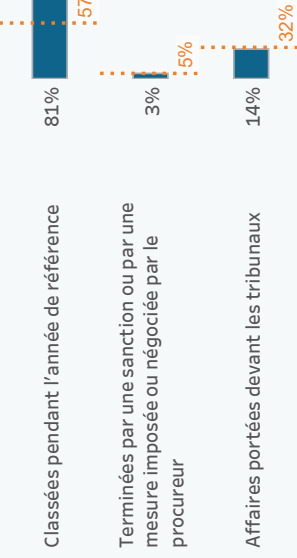 57
81%
Classées pendant l'année de référence
5%
3%
Terminées par une sanction ou par une
mesure imposée ou négociée par le
procureur
32%
14%
Affaires portées devant les tribunaux